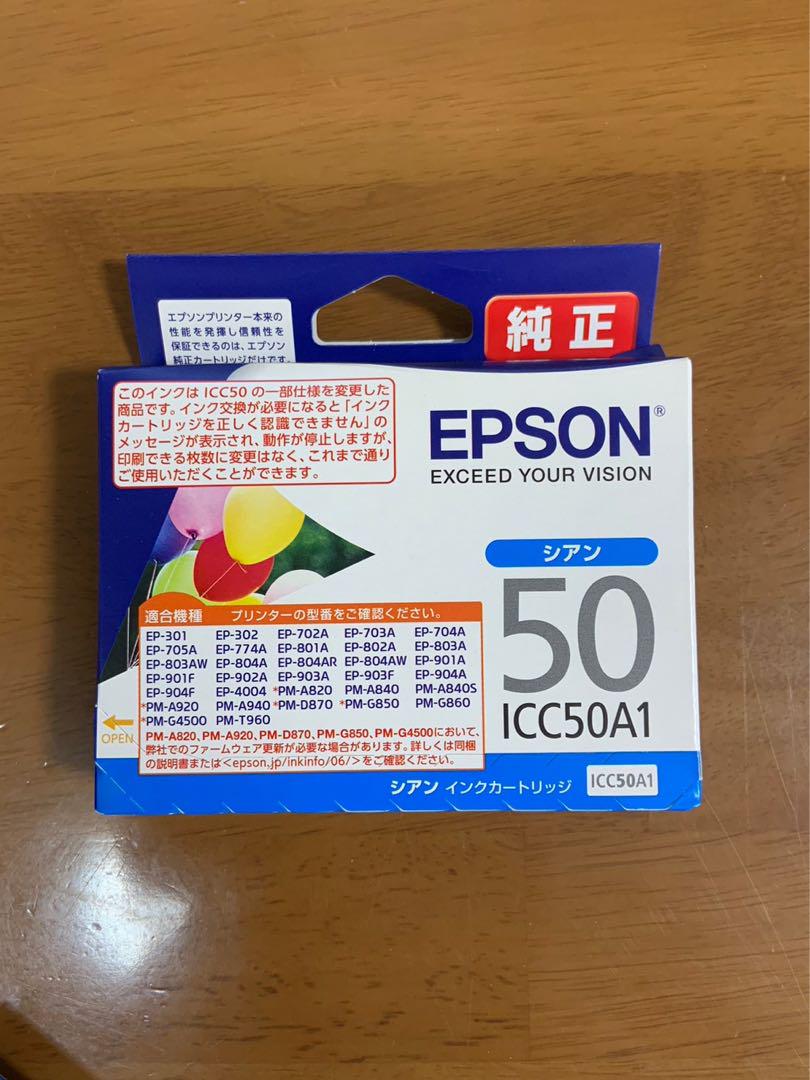 エプソンプリンター本来の
性能を発揮し信頼性を
保証できるのは、エプソン
純正カートリッジだけです。
純正
このインクは ICC50 の一部仕様を変更した
商品です。インク交換が必要になると「インク
カートリッジを正しく認識できません」の
メッセージが表示され、動作が停止しますが、
印刷できる枚数に変更はなく、これまで通り
ご使用いただくことができます。
EPSON®
EXCEED YOUR VISION
シアン
50
ICC50A1
適合機種 プリンターの型番をご確認ください。
EP-301 EP-302 EP-702A EP-703A EP-704A
EP-705A EP-774A EP-801A EP-802A EP-803A
EP-803AW EP-804A EP-804AR EP-804AW EP-901A
EP-901F EP-902A EP-903A EP-903F EP-904A
EP-904F EP-4004 *PM-A820 PM-A840 PM-A840S
*PM-A920 PM-A940 *PM-D870 *PM-G850 PM-G860
*PM-G4500 PM-T960
PM-A820、PM-A920、PM-D870、PM-G850、PM-G4500において、
弊社でのファームウェア更新が必要な場合があります。詳しくは同梱
の説明書または<epson.jp/inkinfo/06/>をご確認ください。
OPEN
シアン インクカートリッジ ICC50A1